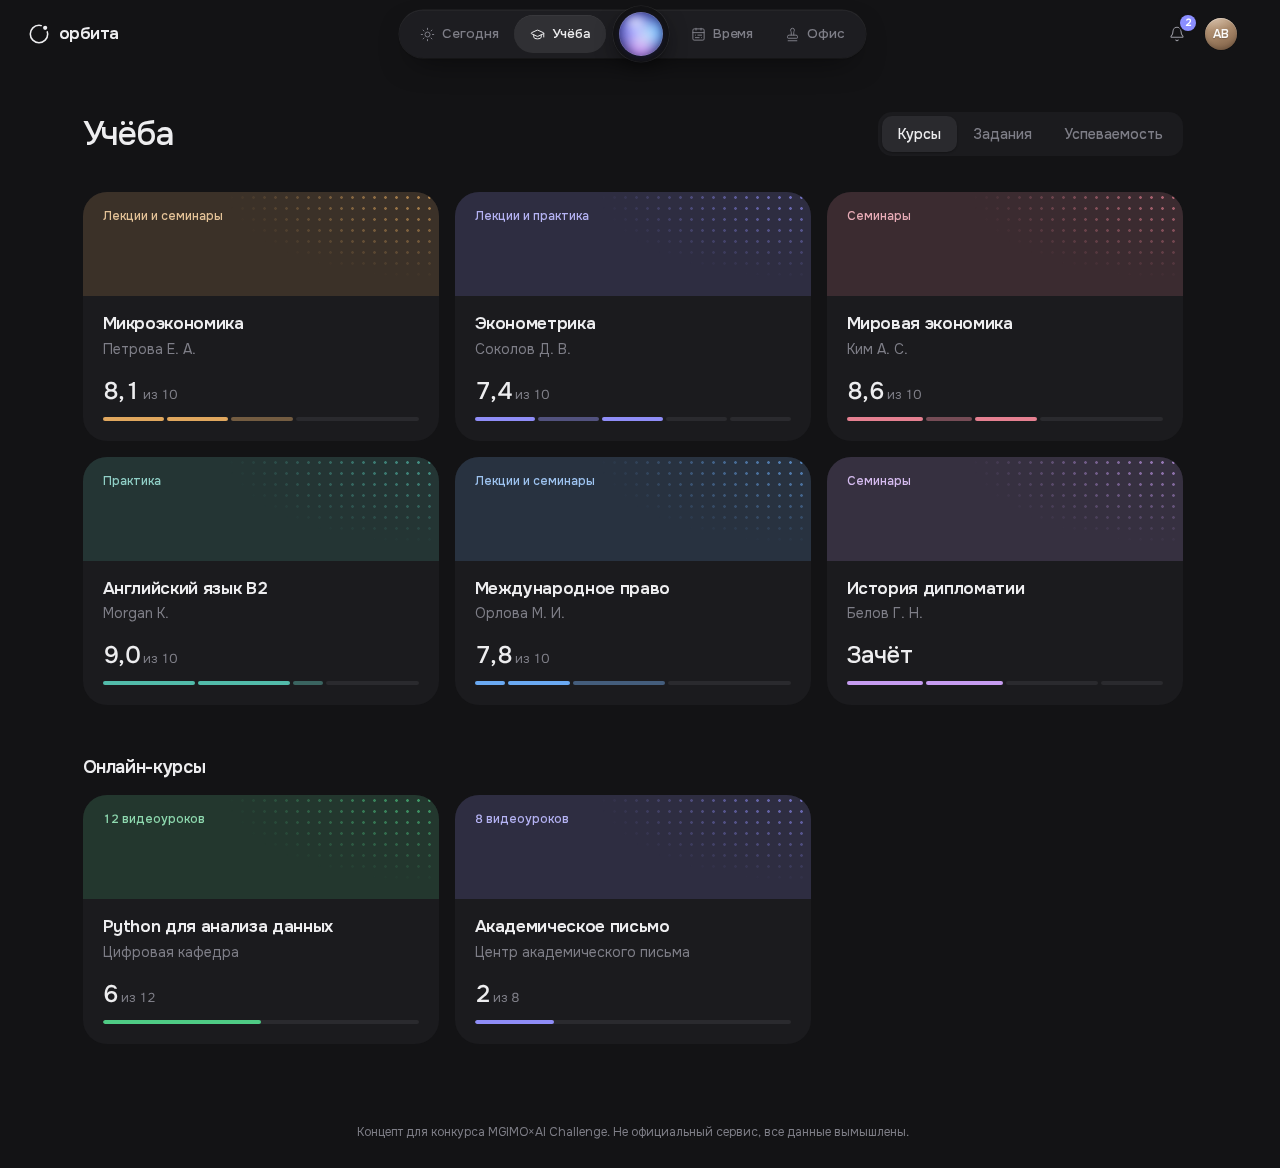 орбита
Сегодня
Учёба
Время
Офис
2
АВ
Учёба
Курсы
Задания
Успеваемость
Лекции и семинары
Лекции и практика
Семинары
Микроэкономика
Петрова Е. А.
8,1 из 10
Эконометрика
Соколов Д. В.
7,4 из 10
Мировая экономика
Ким А. С.
8,6 из 10
Практика
Лекции и семинары
Семинары
Английский язык B2
Morgan K.
9,0 из 10
Международное право
Орлова М. И.
7,8 из 10
История дипломатии
Белов Г. Н.
Зачёт
Онлайн-курсы
12 видеоуроков
8 видеоуроков
Python для анализа данных
Цифровая кафедра
6 из 12
Академическое письмо
Центр академического письма
2 из 8
Концепт для конкурса MGIMO×AI Challenge. Не официальный сервис, все данные вымышлены.